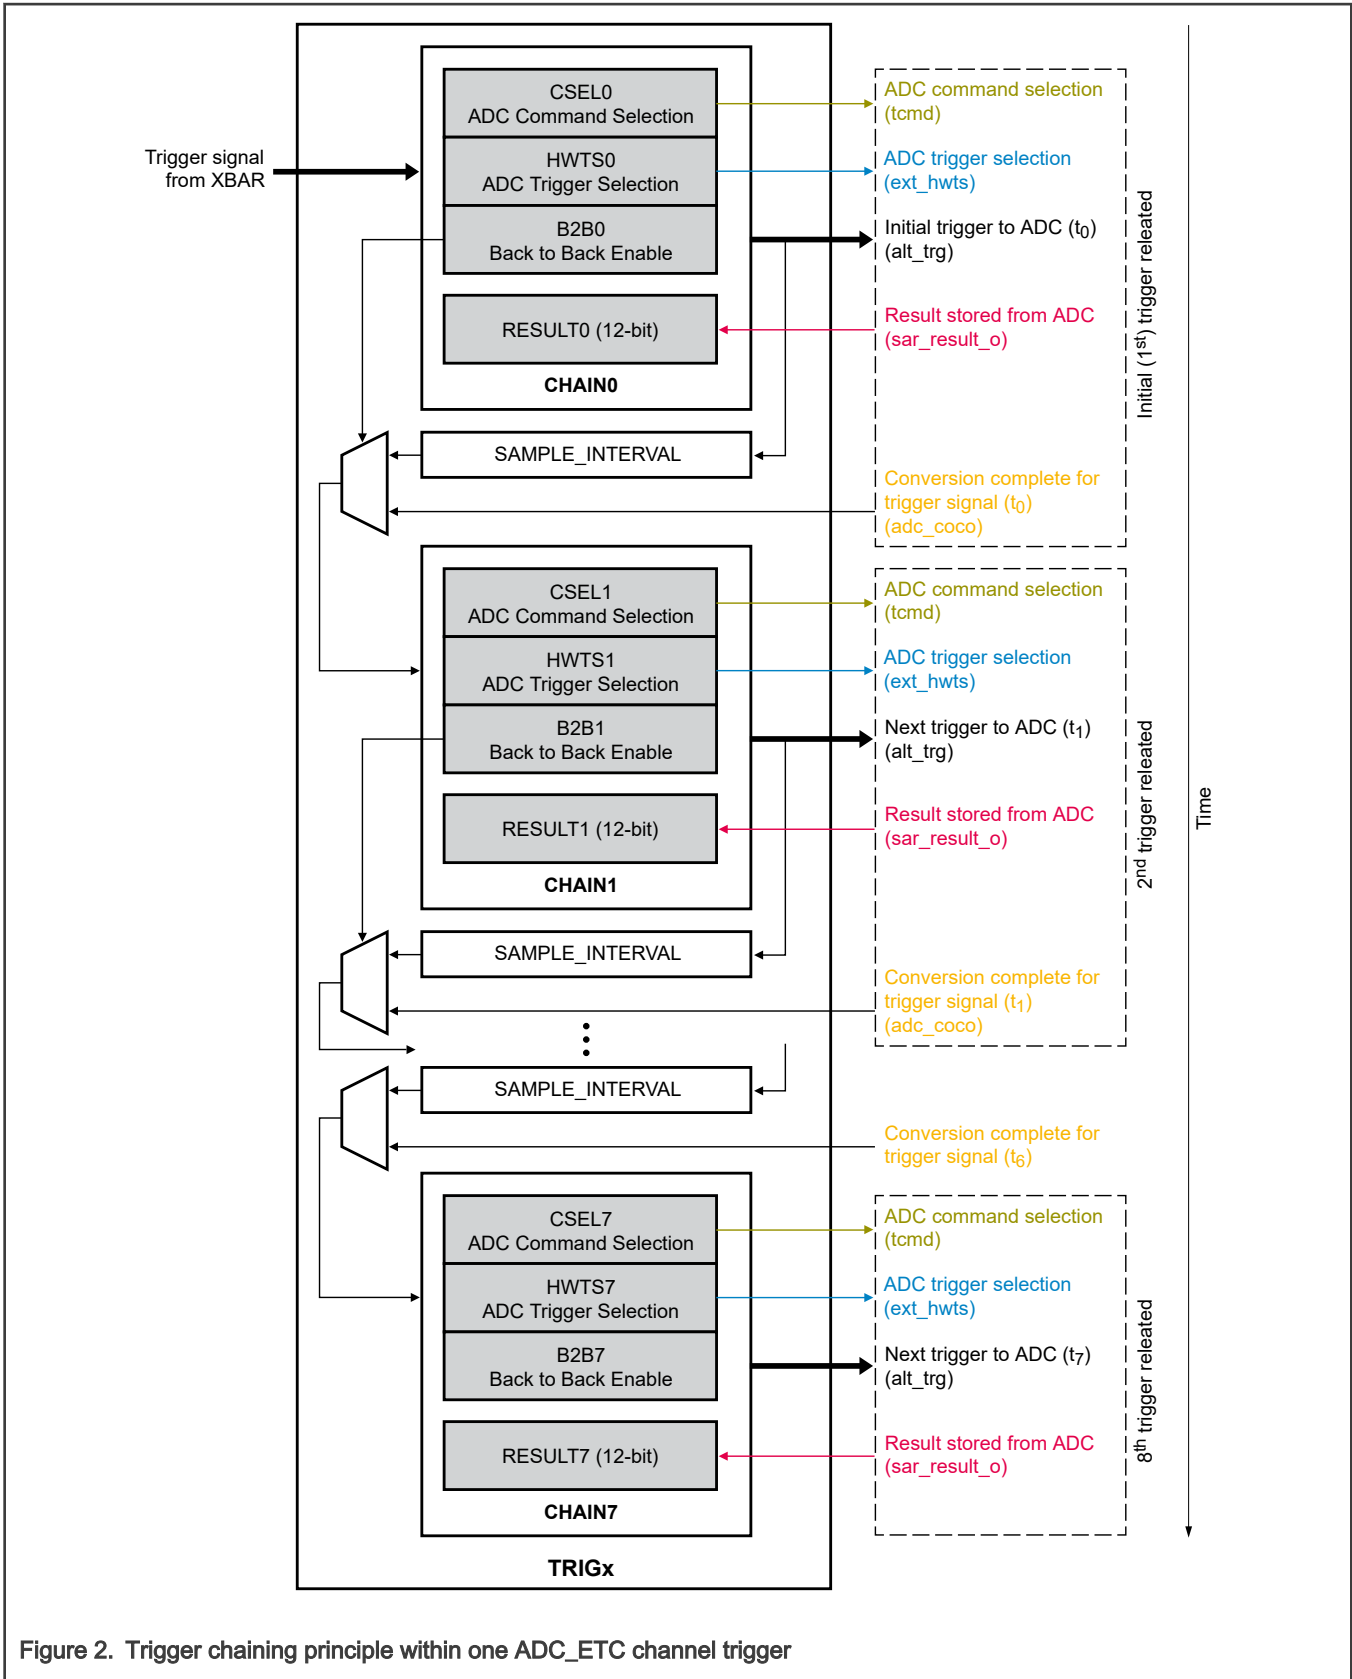 CSEL0
ADC Command Selection
ADC command selection
(tcmd)
Trigger signal
from XBAR
HWTS0
ADC Trigger Selection
ADC trigger selection
(ext_hwts)
B2B0
Back to Back Enable
Initial trigger to ADC (t0)
(alt_trg)
RESULT0 (12-bit)
Result stored from ADC
(sar_result_o)
CHAIN0
Initial (1st) trigger releated
SAMPLE_INTERVAL
Conversion complete for
trigger signal (t0)
(adc_coco)
CSEL1
ADC Command Selection
ADC command selection
(tcmd)
HWTS1
ADC Trigger Selection
ADC trigger selection
(ext_hwts)
B2B1
Back to Back Enable
Next trigger to ADC (t1)
(alt_trg)
RESULT1 (12-bit)
Result stored from ADC
(sar_result_o)
CHAIN1
2nd trigger releated
Time
SAMPLE_INTERVAL
Conversion complete for
trigger signal (t1)
(adc_coco)
SAMPLE_INTERVAL
Conversion complete for
trigger signal (t6)
CSEL7
ADC Command Selection
ADC command selection
(tcmd)
HWTS7
ADC Trigger Selection
ADC trigger selection
(ext_hwts)
B2B7
Back to Back Enable
Next trigger to ADC (t7)
(alt_trg)
RESULT7 (12-bit)
Result stored from ADC
(sar_result_o)
CHAIN7
8th trigger releated
TRIGx
Figure 2. Trigger chaining principle within one ADC_ETC channel trigger